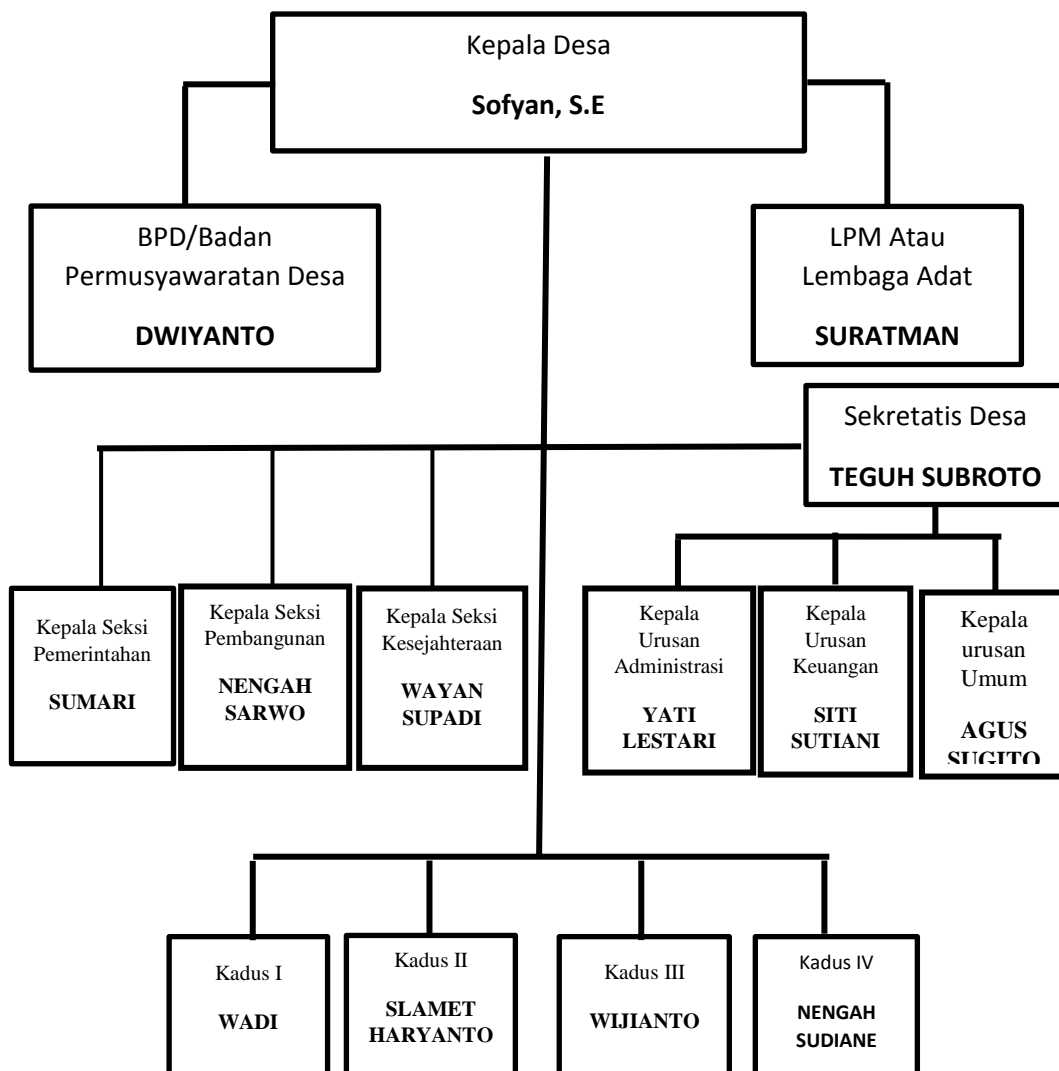 Kepala Desa
Sofyan, S.E
BPD/Badan
Permusyawaratan Desa
DWIYANTO
LPM Atau
Lembaga Adat
SURATMAN
Sekretatis Desa
TEGUH SUBROTO
Kepala Seksi
Pemerintahan
SUMARI
Kepala Seksi
Pembangunan
NENGAH
SARWO
Kepala Seksi
Kesejahteraan
WAYAN
SUPADI
Kepala
Urusan
Administrasi
YATI
LESTARI
Kepala
Urusan
Keuangan
SITI
SUTIANI
Kepala
urusan
Umum
AGUS
SUGITO
Kadus I
WADI
Kadus II
SLAMET
HARYANTO
Kadus III
WIJIANTO
Kadus IV
NENGAH
SUDIANE